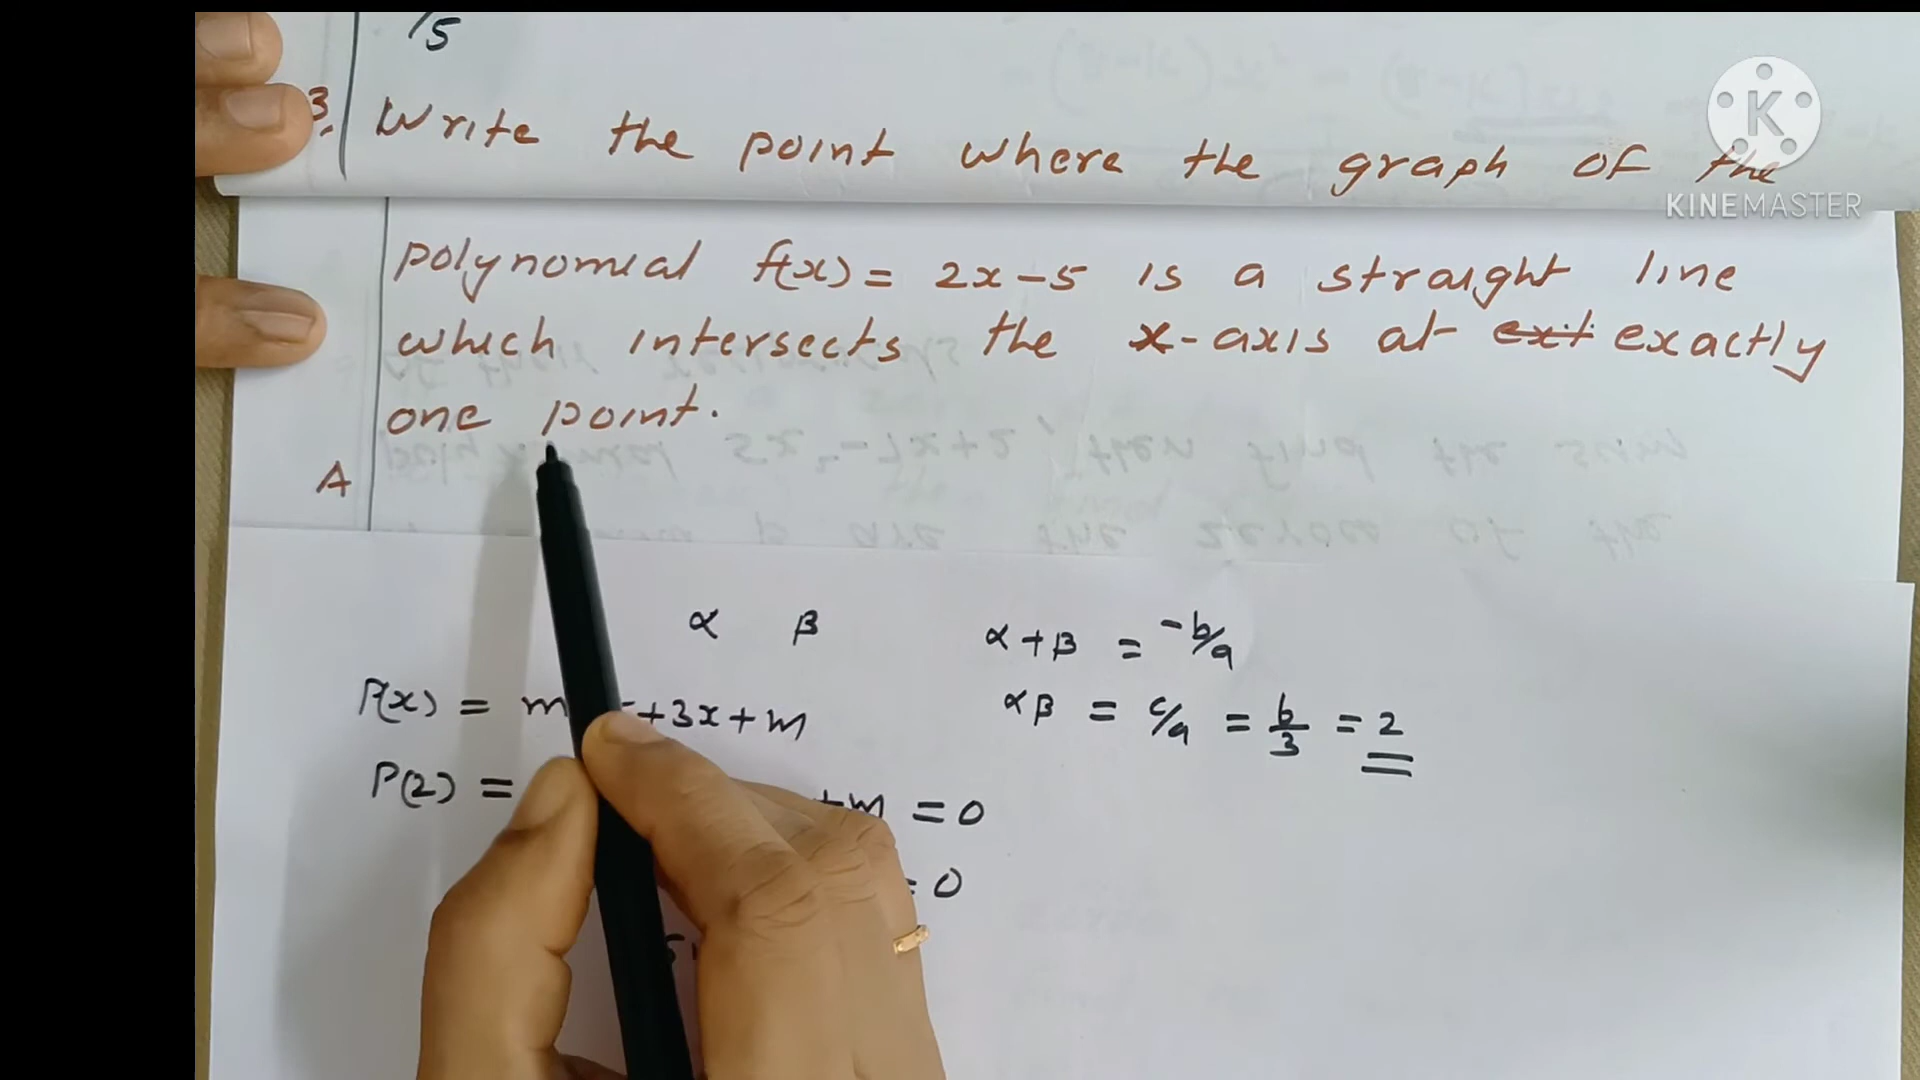 /5
3. Write the point where the graph of the
KINEMASTER
polynomial f(x) = 2x-5 is a straight line
which intersects the x-axis at ext exactly
one point.
A
α β α+β = -b/a
P(x) = m +3x+m αβ = c/a = 6/3 = 2
P(2) = +m = 0
= 0